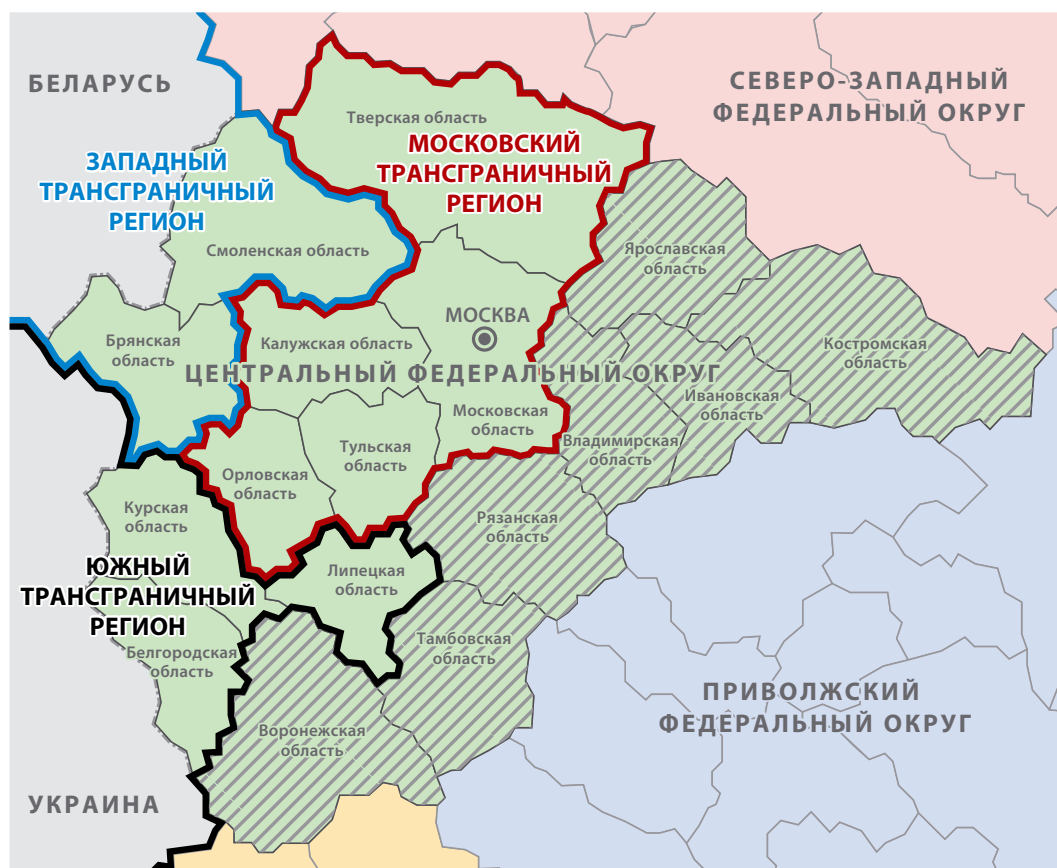 БЕЛАРУСЬ
СЕВЕРО-ЗАПАДНЫЙ
ФЕДЕРАЛЬНЫЙ ОКРУГ
Тверская область
МОСКОВСКИЙ
ТРАНСГРАНИЧНЫЙ
РЕГИОН
ЗАПАДНЫЙ
ТРАНСГРАНИЧНЫЙ
РЕГИОН
Смоленская область
Ярославская
область
МОСКВА
Брянская
область
Калужская область
Костромская
область
ЦЕНТРАЛЬНЫЙ ФЕДЕРАЛЬНЫЙ ОКРУГ
Ивановская
область
Московская
область
Владимирская
область
Тульская
область
Орловская
область
Курская
область
Рязанская
область
ЮЖНЫЙ
ТРАНСГРАНИЧНЫЙ
РЕГИОН
Липецкая
область
Тамбовская
область
Белгородская
область
ПРИВОЛЖСКИЙ
ФЕДЕРАЛЬНЫЙ ОКРУГ
Воронежская
область
УКРАИНА